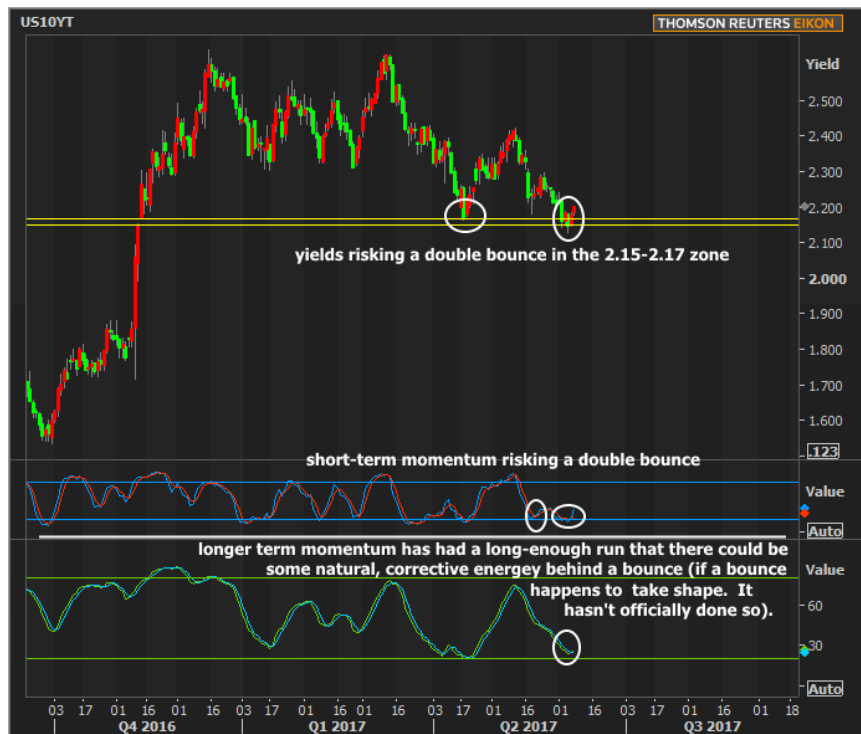 US10YT
THOMSON REUTERS EIKON
Yield
2.500
2.400
2.300
2.200
2.100
2.000
1.900
1.800
1.700
1.600
.123
yields risking a double bounce in the 2.15-2.17 zone
short-term momentum risking a double bounce
Value
Auto
longer term momentum has had a long-enough run that there could be
some natural, corrective energey behind a bounce (if a bounce
happens to take shape. It
hasn't officially done so).
Value
60
30
Auto
03 17 01 16 01 16 03 17 01 16 01 16 03 17 01 16 01 16 03 17 01 18
Q4 2016 Q1 2017 Q2 2017 Q3 2017